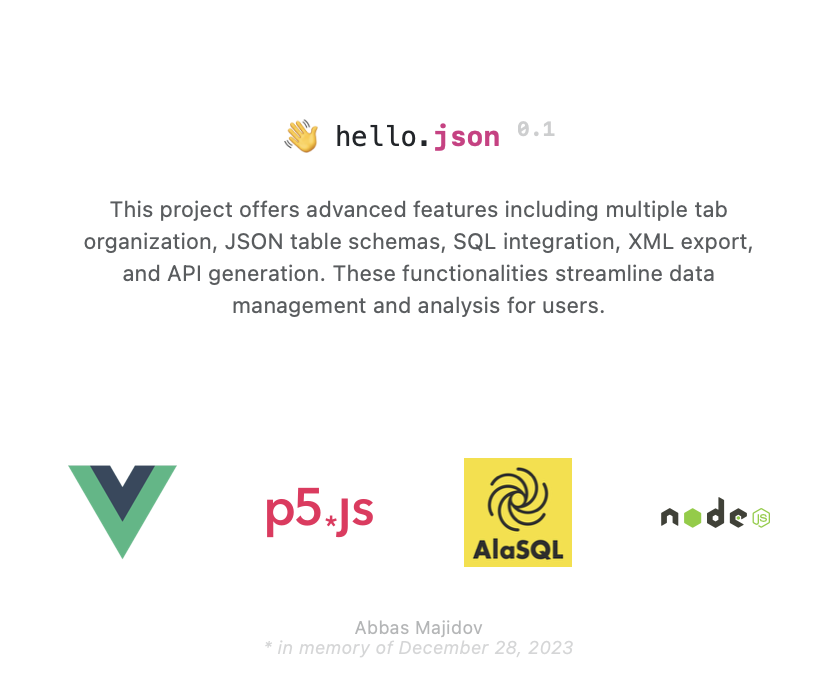 👋 hello.json 0.1
This project offers advanced features including multiple tab
organization, JSON table schemas, SQL integration, XML export,
and API generation. These functionalities streamline data
management and analysis for users.
p5*JS
AlaSQL
node JS
Abbas Majidov
* in memory of December 28, 2023